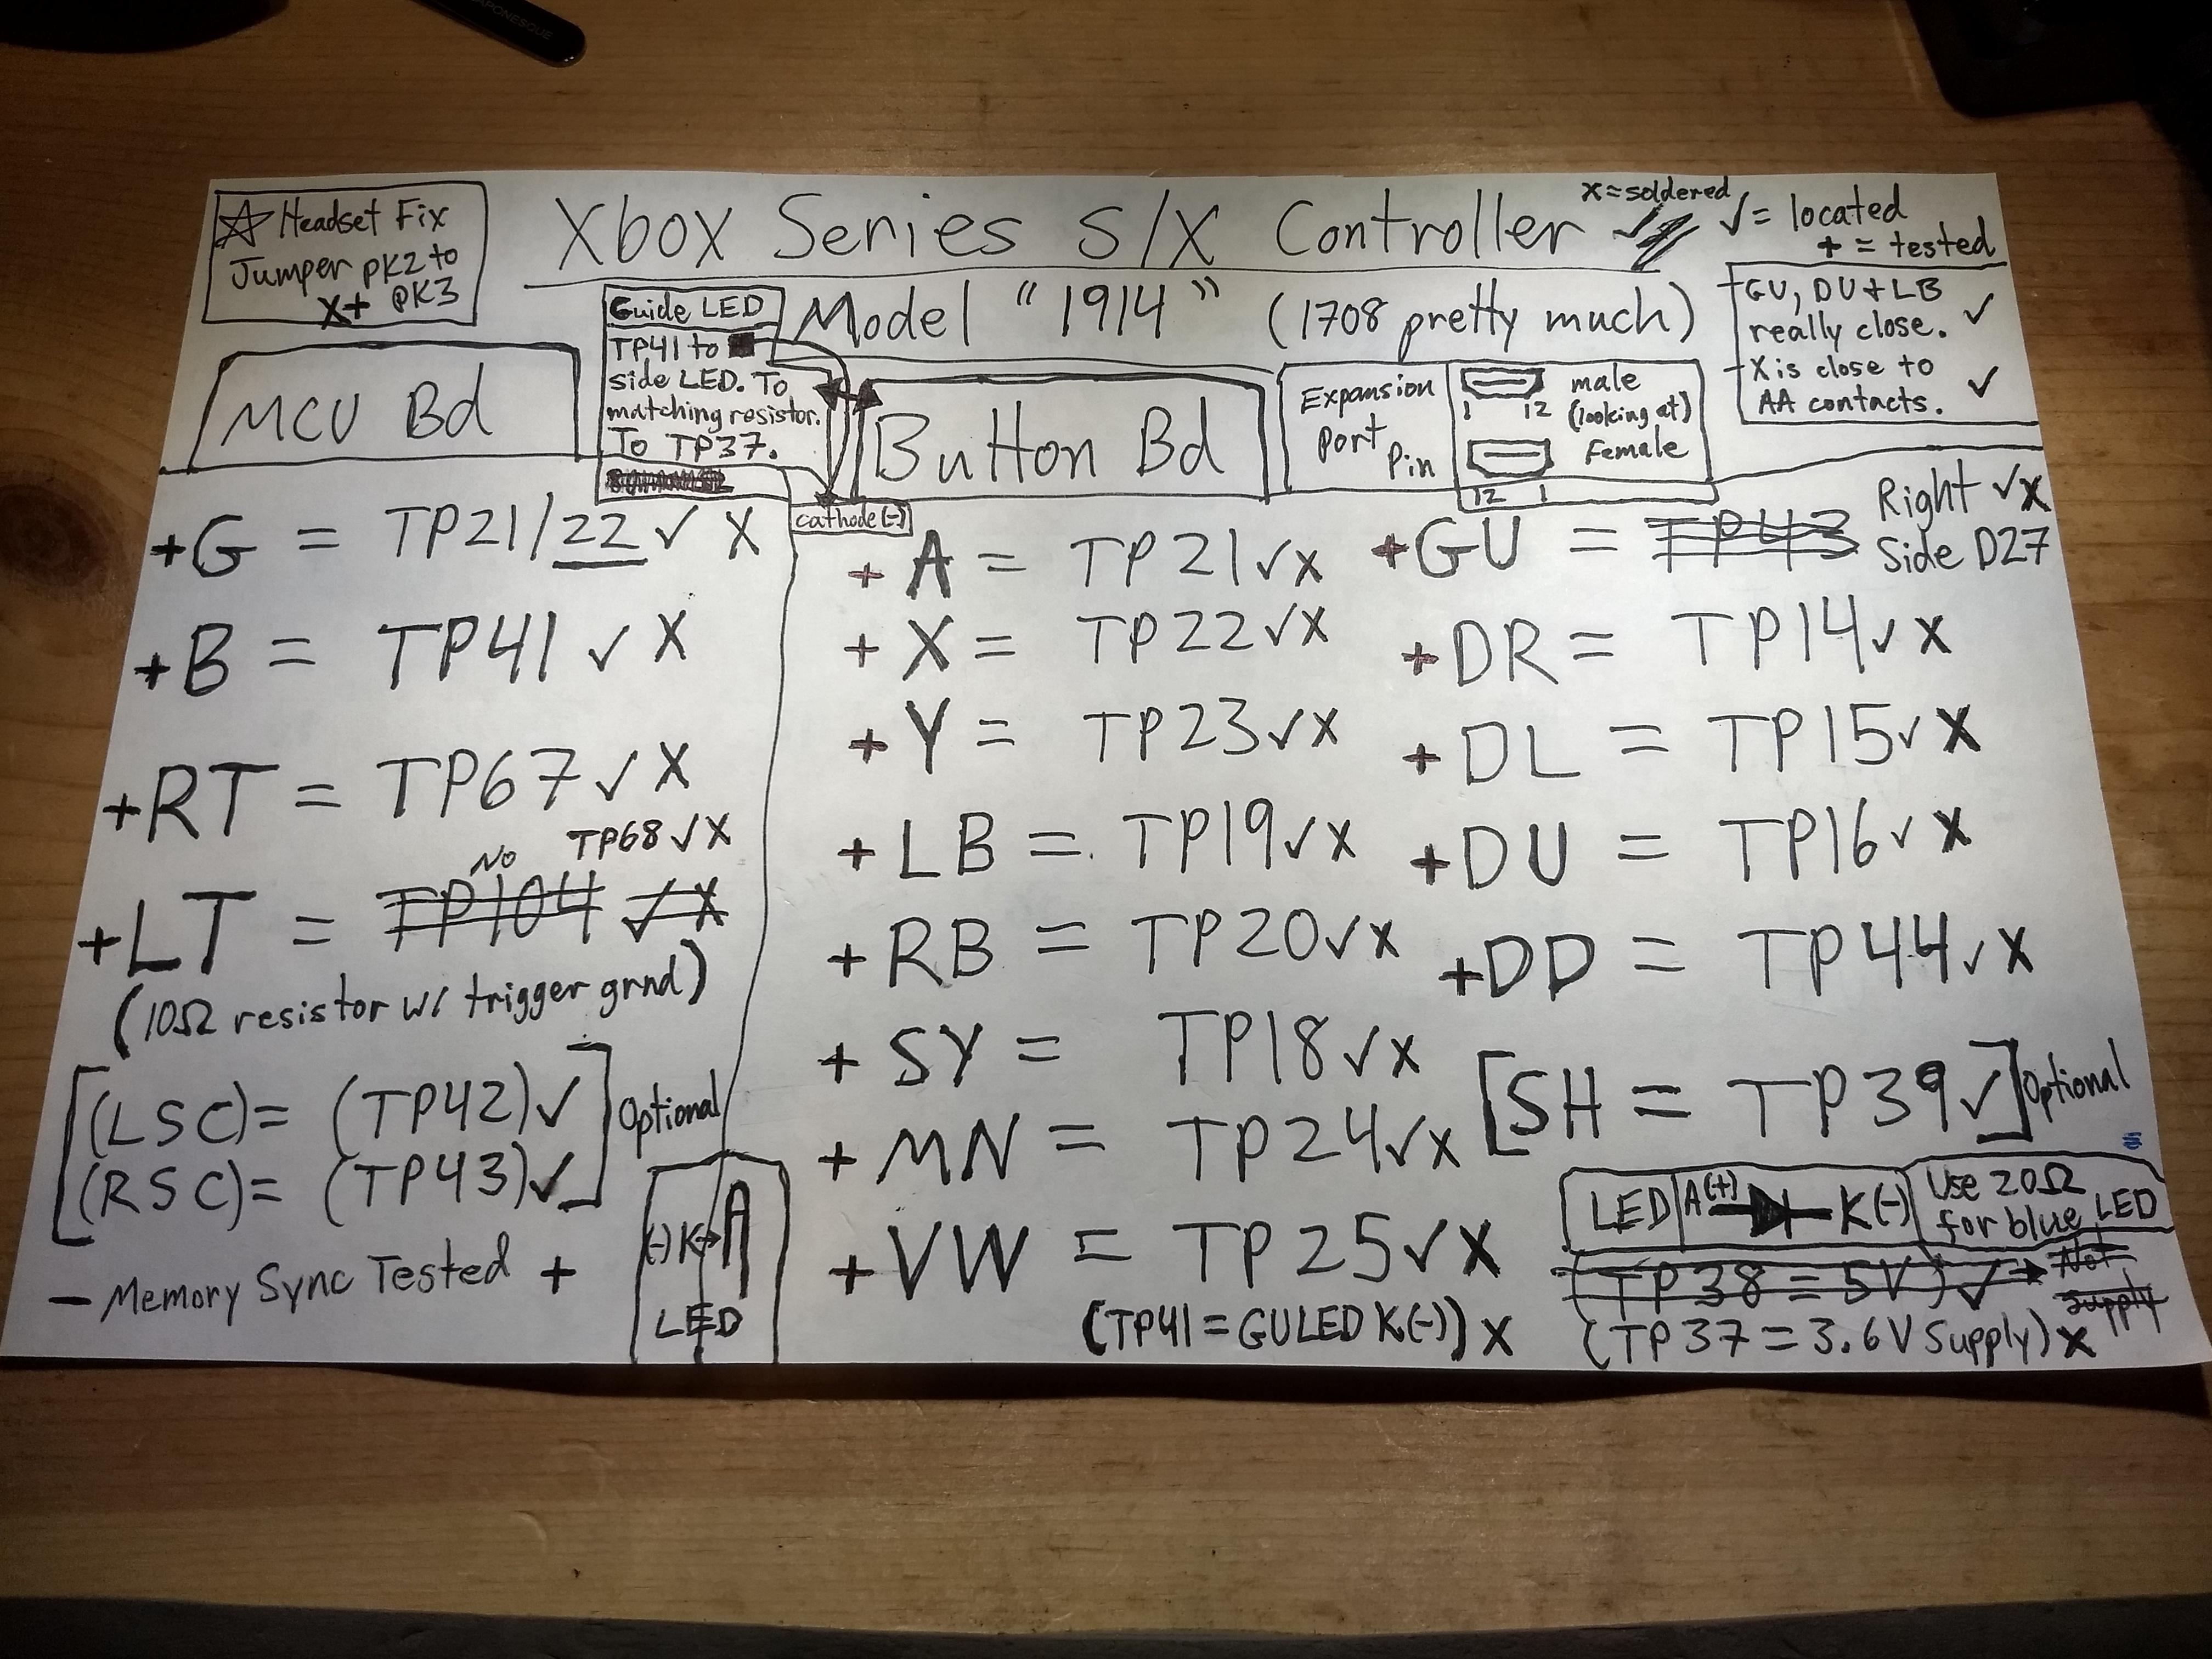 JAPONESQUE
☆ Headset Fix
Jumper PK2 to
X+ PK3
Xbox Series S/X Controller
X = soldered
✓ = located
+ = tested
Model "1914" (1708 pretty much)
- GU, DU + LB
really close. ✓
- X is close to
AA contacts. ✓
MCU Bd
Guide LED
TP41 to
side LED. To
matching resistor.
To TP37.
cathode (-)
Button Bd
Expansion
Port Pin
male
(looking at)
1 12
Female
12 1
+G = TP21/22 ✓ X
+B = TP41 ✓ X
+RT = TP67 ✓ X
TP68 ✓ X
No
+LT = TP104 ✓ X
(10Ω resistor w/ trigger grnd)
[(LSC) = (TP42) ✓
(RSC) = (TP43) ✓] Optional
- Memory Sync Tested +
(-) K→ A
LED
+ A = TP21 ✓ X
+ X = TP22 ✓ X
+ Y = TP23 ✓ X
+ LB = TP19 ✓ X
+ RB = TP20 ✓ X
+ SY = TP18 ✓ X
+ MN = TP24 ✓ X
+ VW = TP25 ✓ X
(TP41 = GULED K(-)) X
+GU = TP43 Right ✓ X
Side D27
+DR = TP14 ✓ X
+DL = TP15 ✓ X
+DU = TP16 ✓ X
+DD = TP44 ✓ X
[SH = TP39 ✓] Optional
LED A(+) K(-) Use 20Ω
for blue LED
(TP38 = 5V) ✓ → Not
Supply
(TP37 = 3.6V Supply) X